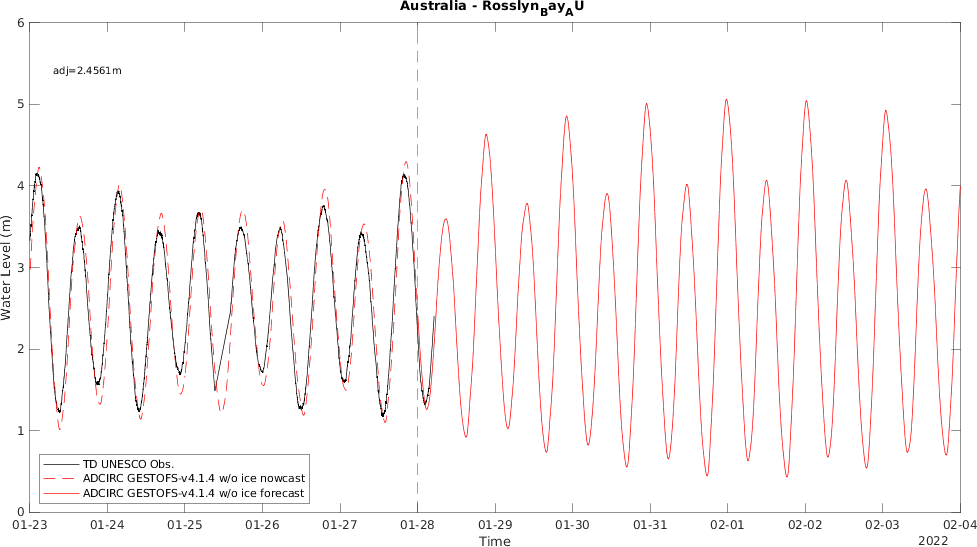 Australia - Rosslyn_Bay_AU
adj=2.4561m
Water Level (m)
6
5
4
3
2
1
0
TD UNESCO Obs.
ADCIRC GESTOFS-v4.1.4 w/o ice nowcast
ADCIRC GESTOFS-v4.1.4 w/o ice forecast
01-23 01-24 01-25 01-26 01-27 01-28 01-29 01-30 01-31 02-01 02-02 02-03 02-04
Time
2022